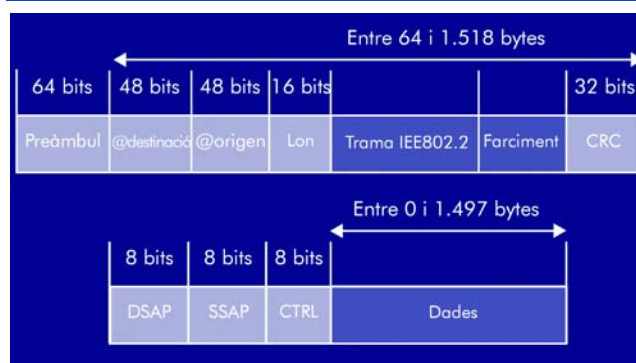 Entre 64 i 1.518 bytes
64 bits 48 bits 48 bits 16 bits 32 bits
Preàmbul @destinació @origen Lon Trama IEE802.2 Farciment CRC
Entre 0 i 1.497 bytes
8 bits 8 bits 8 bits
DSAP SSAP CTRL Dades